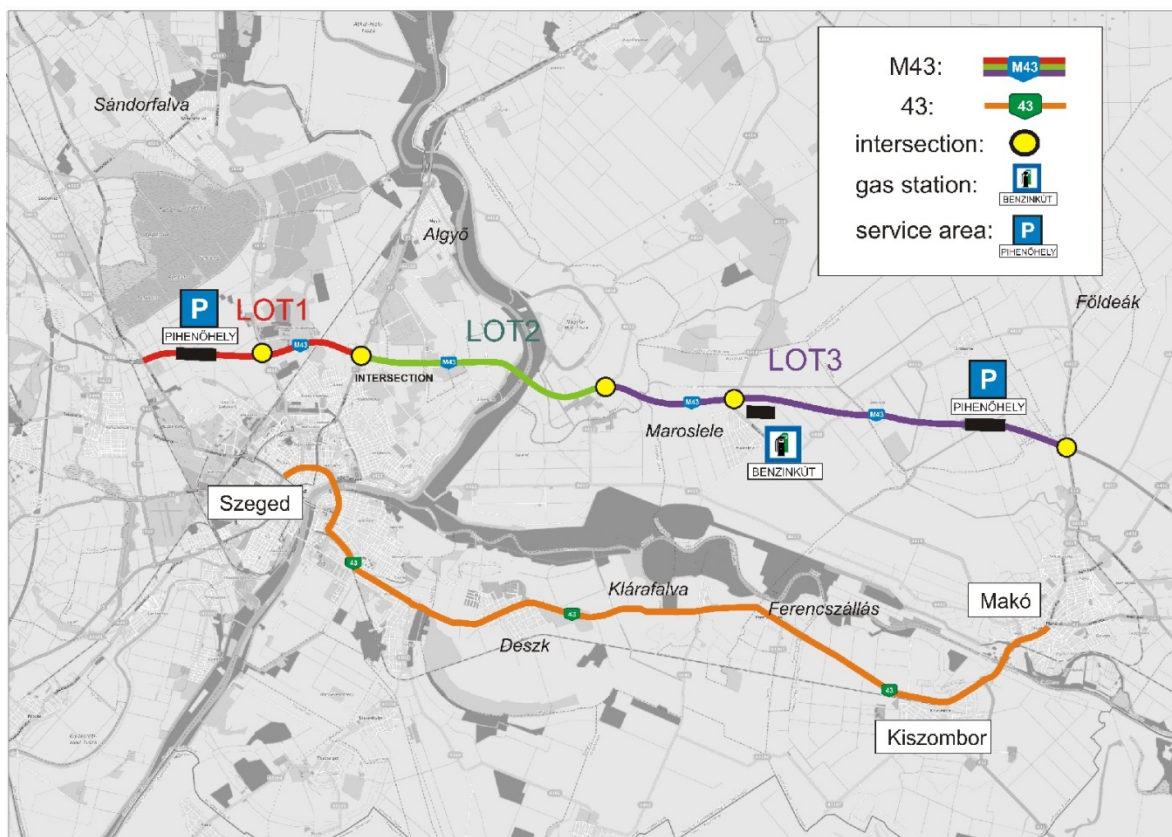 M43:
M43
43:
43
intersection:
gas station:
BENZINKÚT
service area:
P
PIHENŐHELY
Sándorfalva
Algyő
Földeák
P
PIHENŐHELY
LOT1
M43
INTERSECTION
LOT2
M43
LOT3
M43
Maroslele
BENZINKÚT
M43
P
PIHENŐHELY
Szeged
43
Deszk
43
Klárafalva
Ferencszállás
43
Kiszombor
Makó